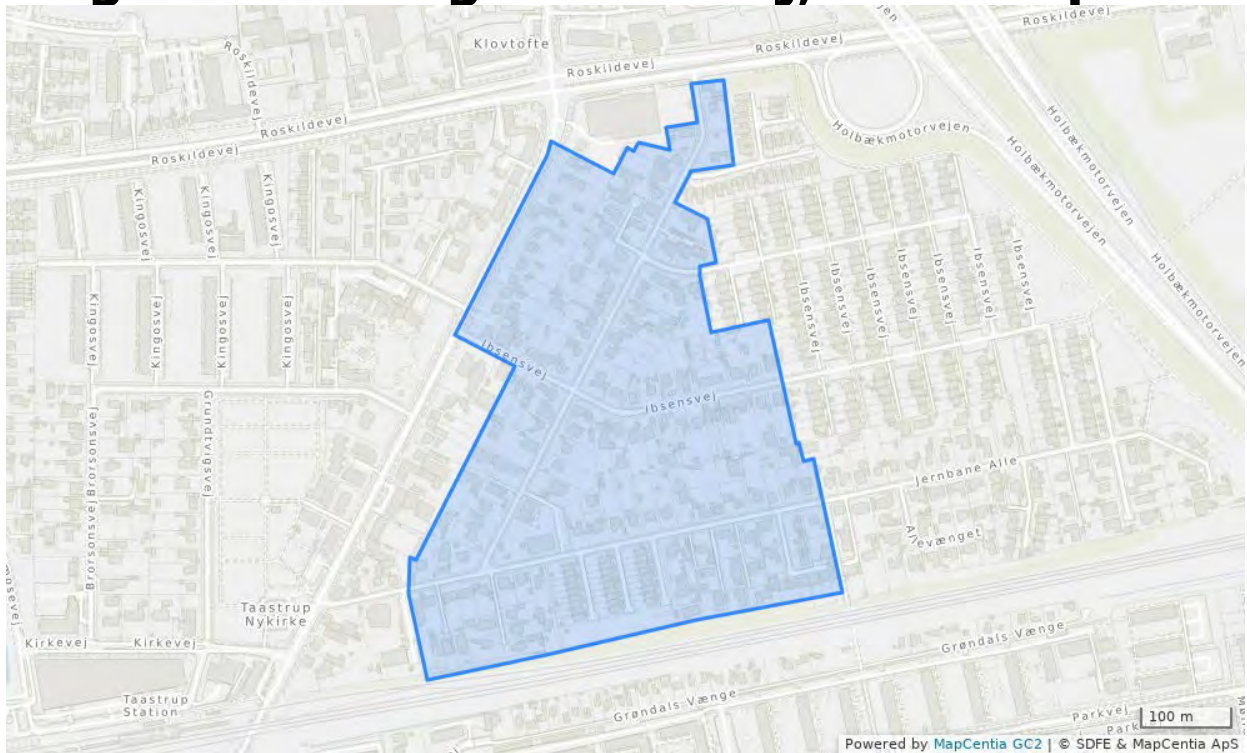 Klovtofte
Roskildevej
Roskildevej
Roskildevej
Roskildevej
Roskildevej
Holbækmotorvejen
Holbækmotorvejen
Holbækmotorvejen
Holbækmotorvejen
Kingosvej
Kingosvej
Kingosvej
Kingosvej
Kingosvej
Kingosvej
Kingosvej
Ibsensvej
Ibsensvej
Ibsensvej
Ibsensvej
Ibsensvej
Ibsensvej
Ibsensvej
Ibsensvej
Ibsensvej
Grundtvigsvej
Brorsonsvej
Brorsonsvej
Jernbane Alle
Alevænget
Taastrup
Nykirke
Kirkevej
Kirkevej
Taastrup
Station
Grøndals Vænge
Grøndals Vænge
Parkvej
100 m
Powered by MapCentia GC2 | © SDFE & MapCentia ApS